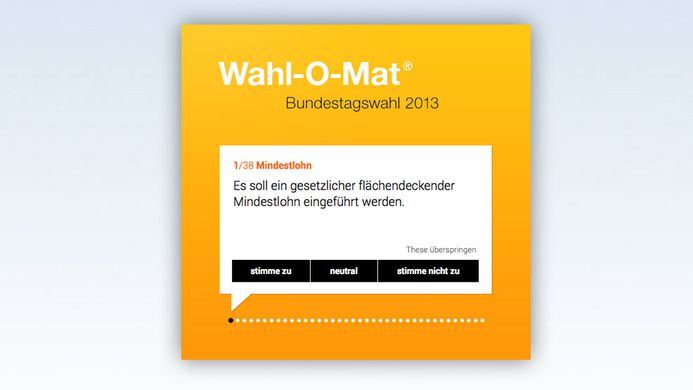 Wahl-O-Mat®
Bundestagswahl 2013
1/38 Mindestlohn
Es soll ein gesetzlicher flächendeckender
Mindestlohn eingeführt werden.
These überspringen
stimme zu neutral stimme nicht zu